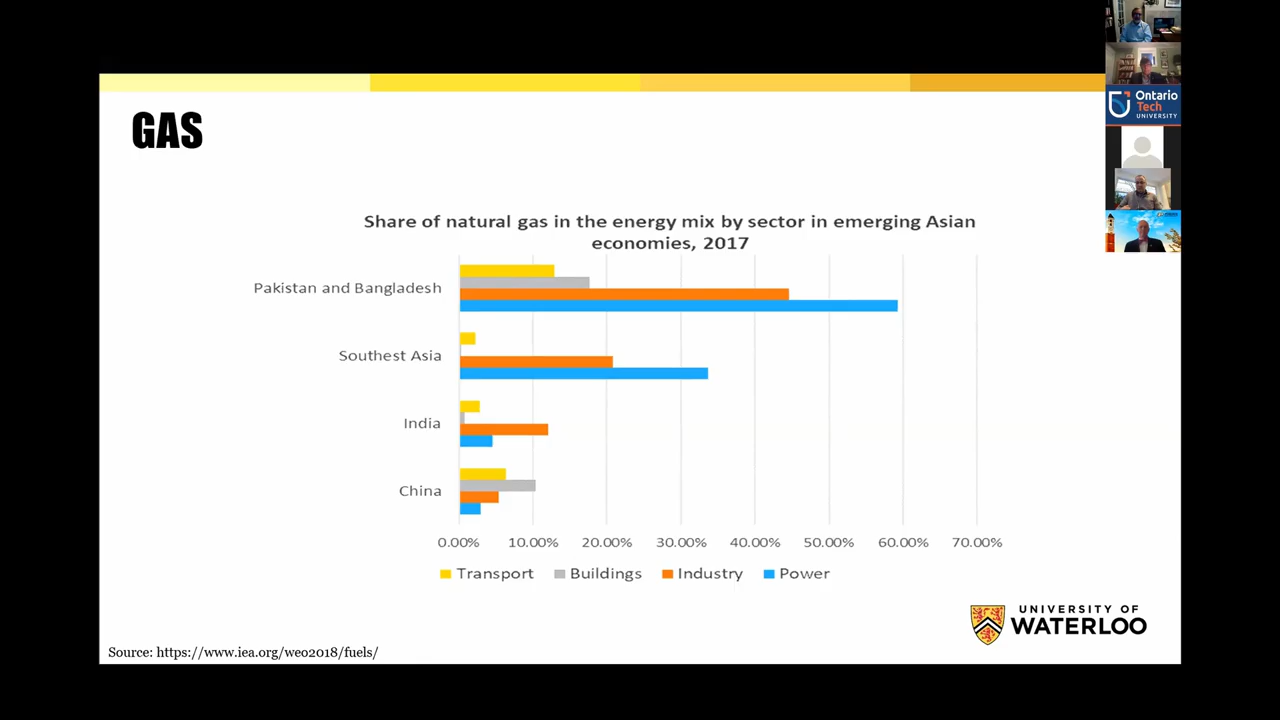 GAS
Share of natural gas in the energy mix by sector in emerging Asian
economies, 2017
Pakistan and Bangladesh
Southest Asia
India
China
0.00% 10.00% 20.00% 30.00% 40.00% 50.00% 60.00% 70.00%
Transport Buildings Industry Power
UNIVERSITY OF
WATERLOO
Source: https://www.iea.org/weo2018/fuels/
Ontario
Tech
UNIVERSITY